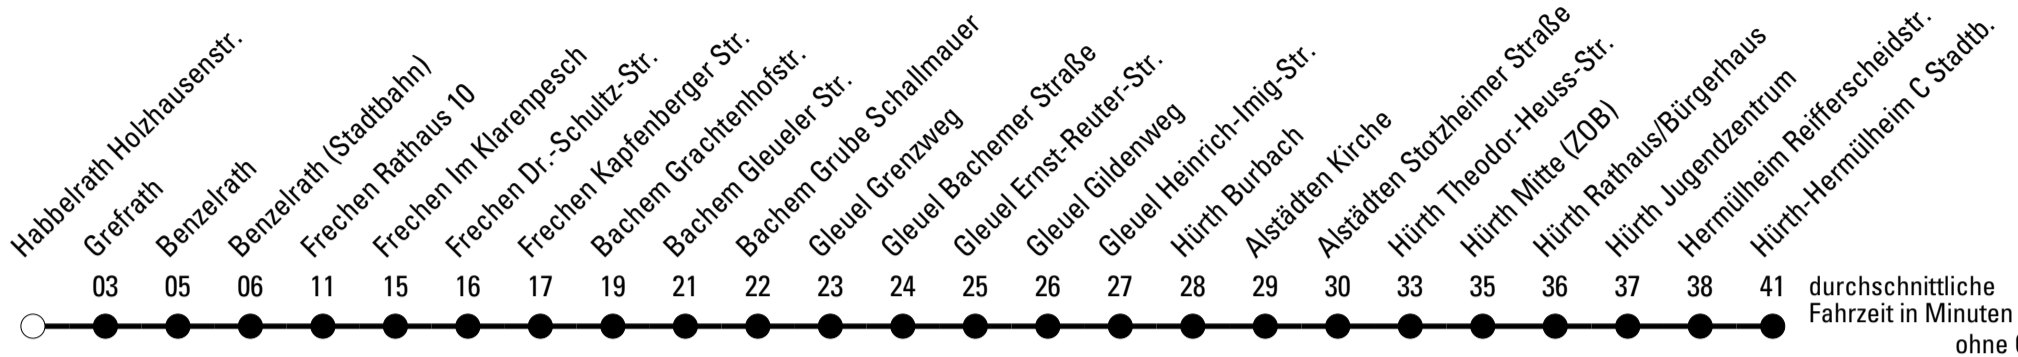 Habbelrath Holzhausenstr.
Grefrath
Benzelrath
Benzelrath (Stadtbahn)
Frechen Rathaus 10
Frechen Im Klarenpesch
Frechen Dr.-Schultz-Str.
Frechen Kapfenberger Str.
Bachem Grachtenhofstr.
Bachem Gleueler Str.
Bachem Grube Schallmauer
Gleuel Grenzweg
Gleuel Bachemer Straße
Gleuel Ernst-Reuter-Str.
Gleuel Gildenweg
Gleuel Heinrich-Imig-Str.
Hürth Burbach
Alstädten Kirche
Alstädten Stotzheimer Straße
Hürth Theodor-Heuss-Str.
Hürth Mitte (ZOB)
Hürth Rathaus/Bürgerhaus
Hürth Jugendzentrum
Hermülheim Reifferscheidstr.
Hürth-Hermülheim C Stadtb.
03 05 06 11 15 16 17 19 21 22 23 24 25 26 27 28 29 30 33 35 36 37 38 41 durchschnittliche
Fahrzeit in Minuten
ohne